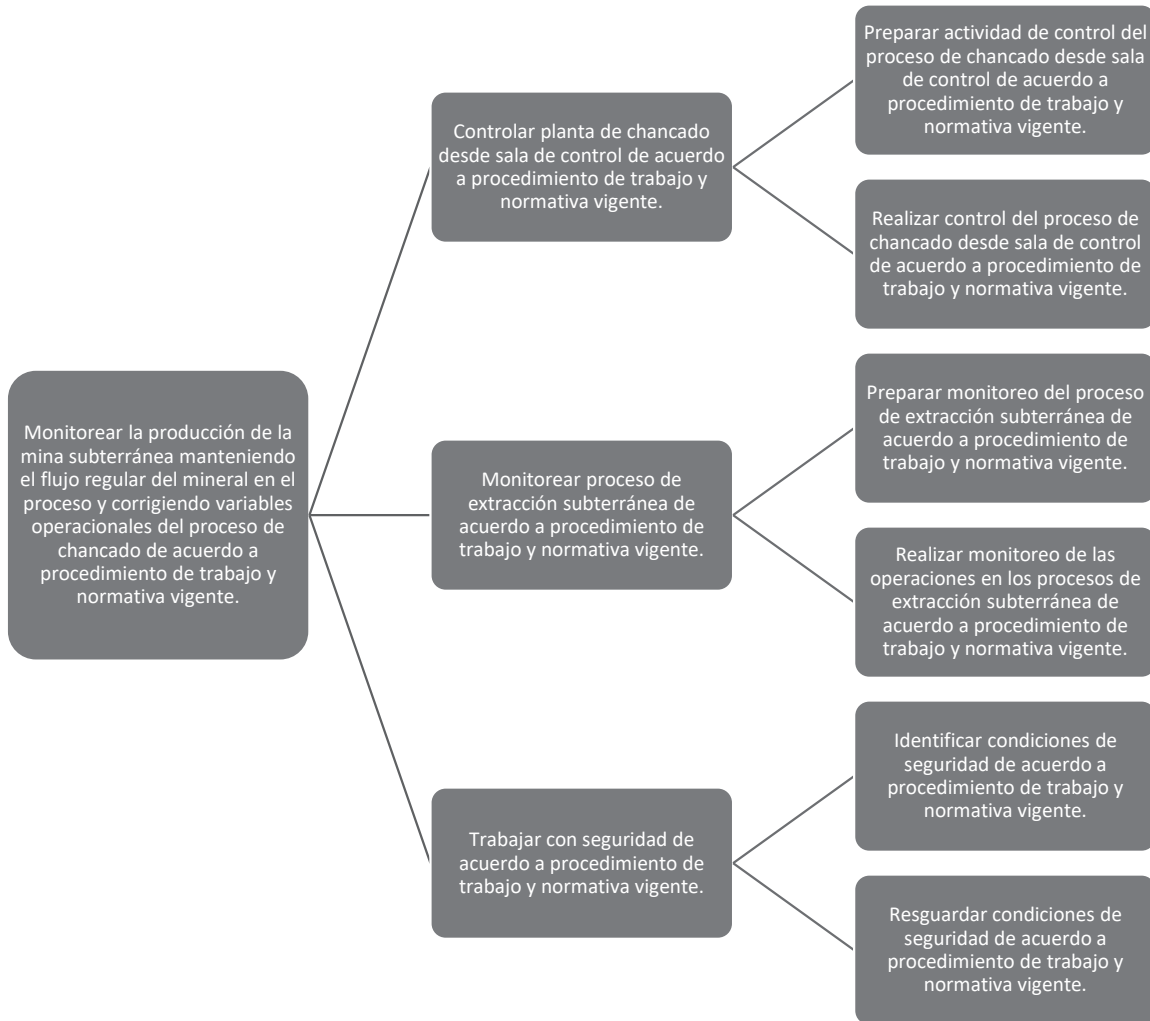 Monitorear la producción de la
mina subterránea manteniendo
el flujo regular del mineral en el
proceso y corrigiendo variables
operacionales del proceso de
chancado de acuerdo a
procedimiento de trabajo y
normativa vigente.
Controlar planta de chancado
desde sala de control de acuerdo
a procedimiento de trabajo y
normativa vigente.
Preparar actividad de control del
proceso de chancado desde sala
de control de acuerdo a
procedimiento de trabajo y
normativa vigente.
Realizar control del proceso de
chancado desde sala de control
de acuerdo a procedimiento de
trabajo y normativa vigente.
Monitorear proceso de
extracción subterránea de
acuerdo a procedimiento de
trabajo y normativa vigente.
Preparar monitoreo del proceso
de extracción subterránea de
acuerdo a procedimiento de
trabajo y normativa vigente.
Realizar monitoreo de las
operaciones en los procesos de
extracción subterránea de
acuerdo a procedimiento de
trabajo y normativa vigente.
Trabajar con seguridad de
acuerdo a procedimiento de
trabajo y normativa vigente.
Identificar condiciones de
seguridad de acuerdo a
procedimiento de trabajo y
normativa vigente.
Resguardar condiciones de
seguridad de acuerdo a
procedimiento de trabajo y
normativa vigente.